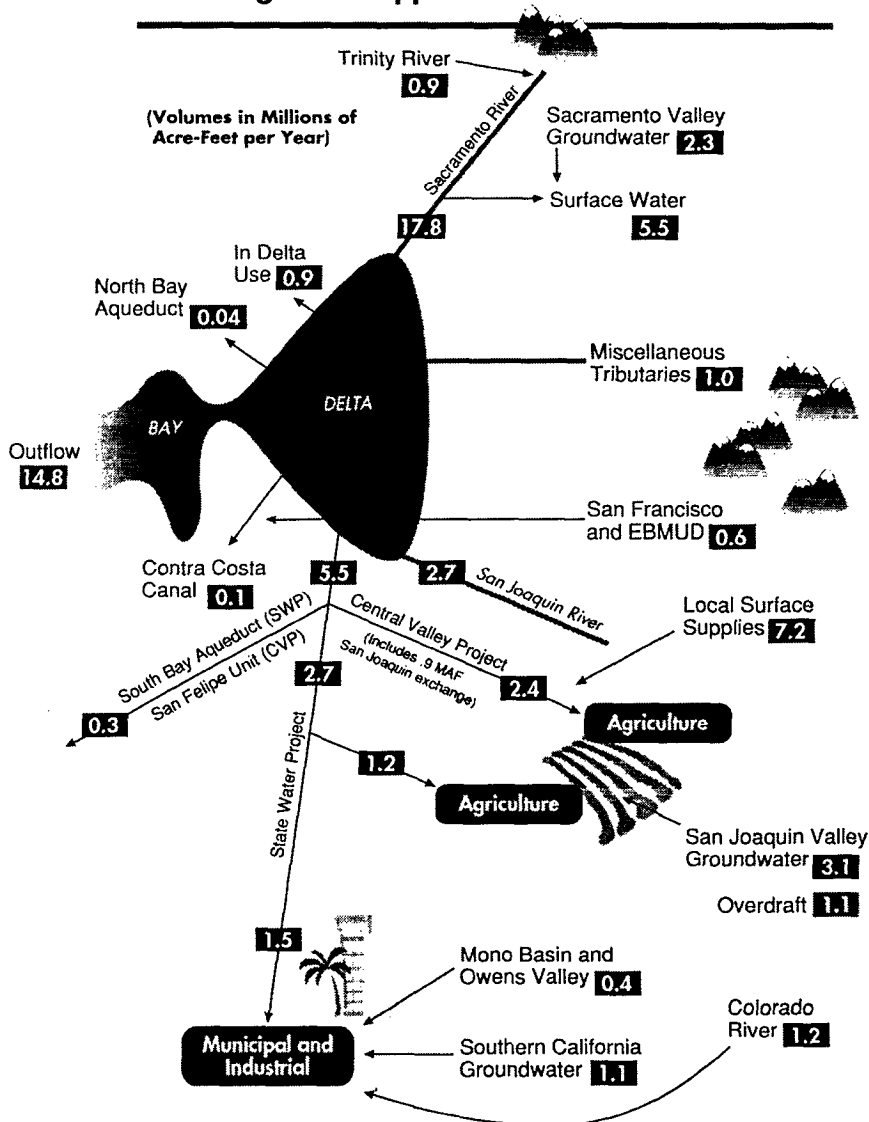 Trinity River
0.9
(Volumes in Millions of
Acre-Feet per Year)
Sacramento River
Sacramento Valley
Groundwater 2.3
Surface Water
5.5
17.8
In Delta
Use 0.9
North Bay
Aqueduct 0.04
Miscellaneous
Tributaries 1.0
DELTA
BAY
Outflow
14.8
San Francisco
and EBMUD 0.6
Contra Costa
Canal 0.1
5.5
2.7
San Joaquin River
Local Surface
Supplies 7.2
South Bay Aqueduct (SWP)
San Felipe Unit (CVP)
0.3
Central Valley Project
(Includes .9 MAF
San Joaquin exchange)
2.7
2.4
Agriculture
State Water Project
1.2
Agriculture
San Joaquin Valley
Groundwater 3.1
Overdraft 1.1
1.5
Mono Basin and
Owens Valley 0.4
Colorado
River 1.2
Municipal and
Industrial
Southern California
Groundwater 1.1